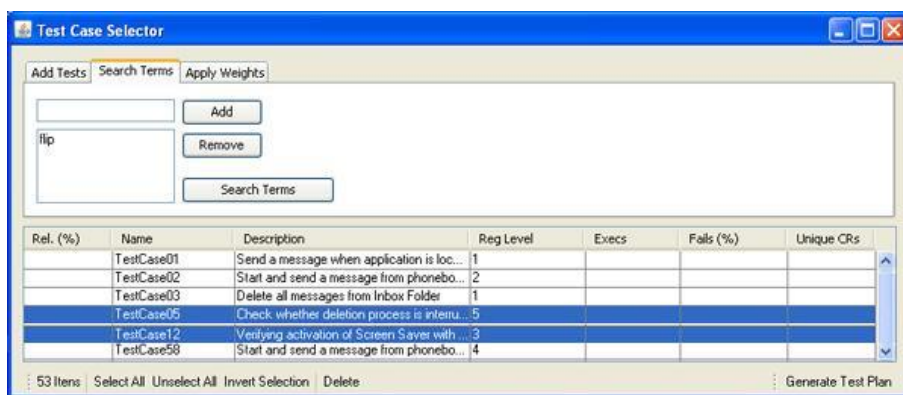 Test Case Selector
Add Tests Search Terms Apply Weights
Add
flip
Remove
Search Terms
Rel. (%) Name Description Reg Level Execs Fails (%) Unique CRs
TestCase01 Send a message when application is loc... 1
TestCase02 Start and send a message from phonebo... 2
TestCase03 Delete all messages from Inbox Folder 1
TestCase05 Check whether deletion process is interru... 5
TestCase12 Verifying activation of Screen Saver with ... 3
TestCase58 Start and send a message from phonebo... 4
53 Itens Select All Unselect All Invert Selection Delete Generate Test Plan